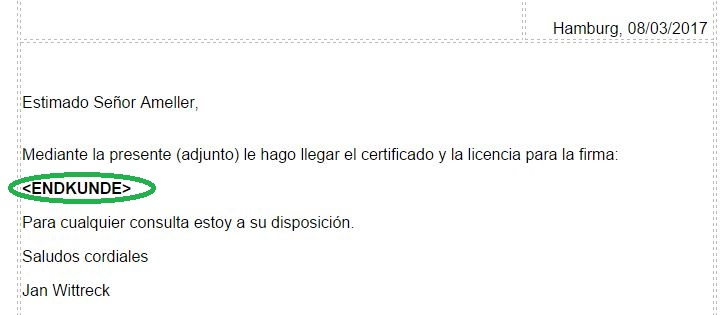 Hamburg, 08/03/2017
Estimado Señor Ameller,
Mediante la presente (adjunto) le hago llegar el certificado y la licencia para la firma:
<ENDKUNDE>
Para cualquier consulta estoy a su disposición.
Saludos cordiales
Jan Wittreck